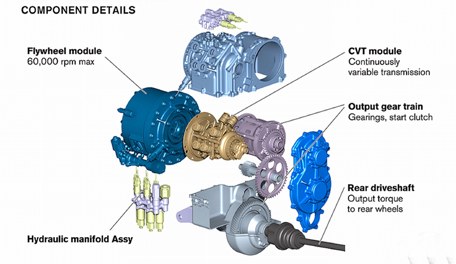 COMPONENT DETAILS
Flywheel module
60,000 rpm max
CVT module
Continuously
variable transmission
Output gear train
Gearings, start clutch
Rear driveshaft
Output torque
to rear wheels
Hydraulic manifold Assy